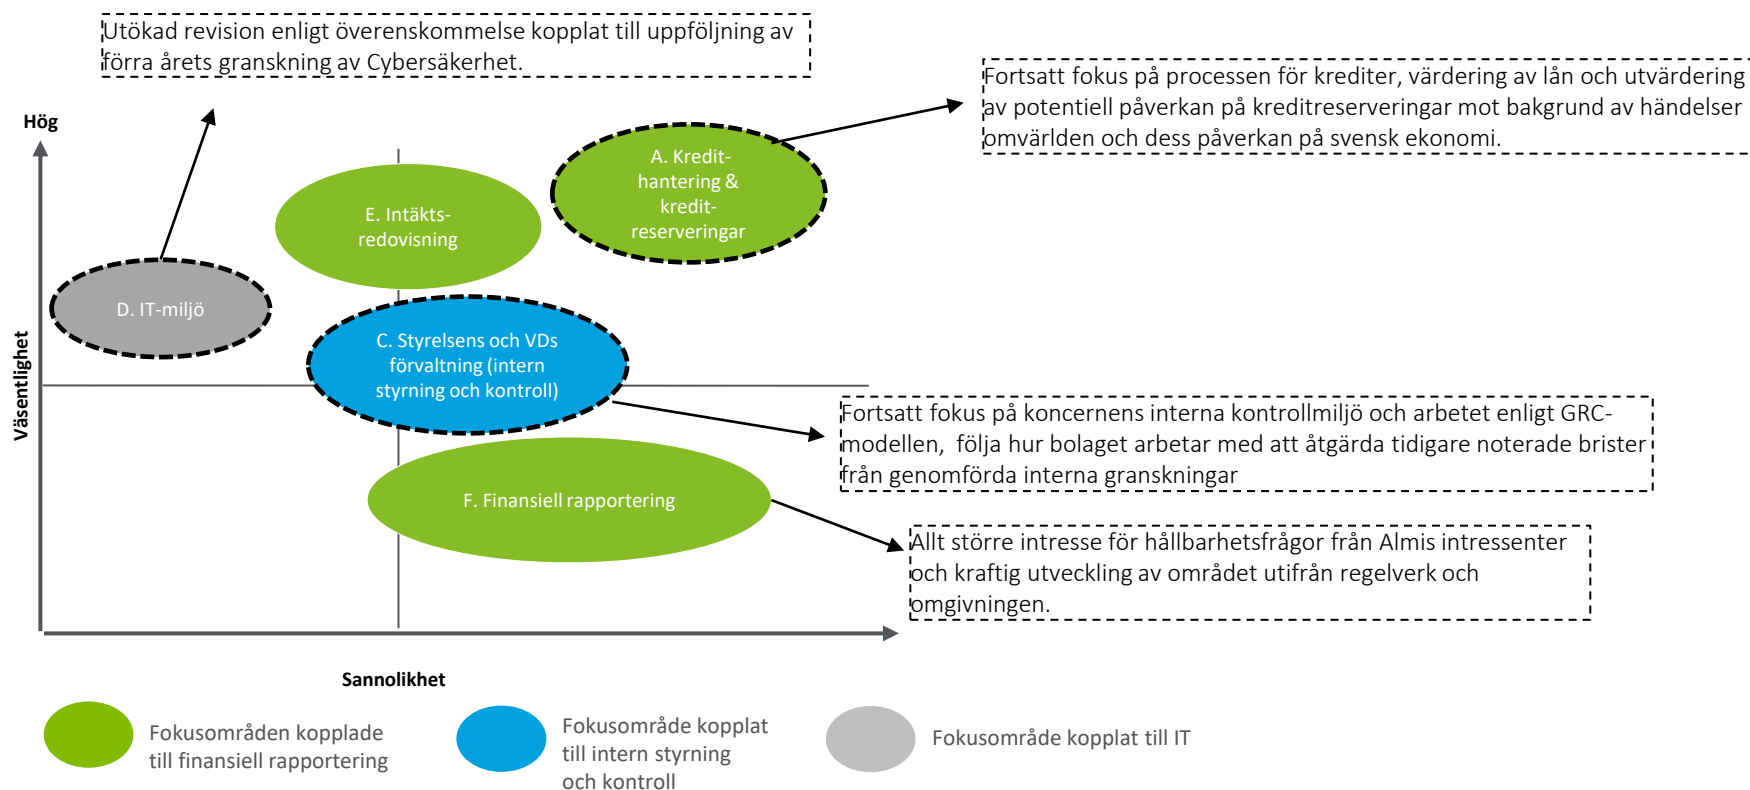 Utökad revision enligt överenskommelse kopplat till uppföljning av
förra årets granskning av Cybersäkerhet.
Fortsatt fokus på processen för krediter, värdering av lån och utvärdering
av potentiell påverkan på kreditreserveringar mot bakgrund av händelser
omvärlden och dess påverkan på svensk ekonomi.
Hög
A. Kredit-
hantering &
kredit-
reserveringar
E. Intäkts-
redovisning
D. IT-miljö
C. Styrelsens och VDs
förvaltning (intern
styrning och kontroll)
Väsentlighet
Fortsatt fokus på koncernens interna kontrollmiljö och arbetet enligt GRC-
modellen,  följa hur bolaget arbetar med att åtgärda tidigare noterade brister
från genomförda interna granskningar
F. Finansiell rapportering
Allt större intresse för hållbarhetsfrågor från Almis intressenter
och kraftig utveckling av området utifrån regelverk och
omgivningen.
Sannolikhet
Fokusområden kopplade
till finansiell rapportering
Fokusområde kopplat
till intern styrning
och kontroll
Fokusområde kopplat till IT